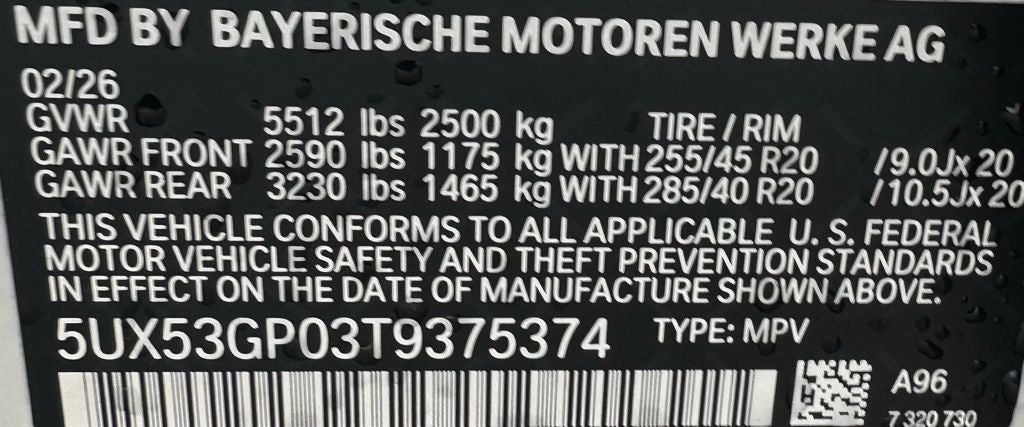 MFD BY BAYERISCHE MOTOREN WERKE AG
02/26
GVWR 5512 lbs 2500 kg TIRE / RIM
GAWR FRONT 2590 lbs 1175 kg WITH 255/45 R20 /9.0Jx 20
GAWR REAR 3230 lbs 1465 kg WITH 285/40 R20 /10.5Jx 20
THIS VEHICLE CONFORMS TO ALL APPLICABLE U. S. FEDERAL
MOTOR VEHICLE SAFETY AND THEFT PREVENTION STANDARDS
IN EFFECT ON THE DATE OF MANUFACTURE SHOWN ABOVE.
5UX53GP03T9375374 TYPE: MPV
A96
7 320 730